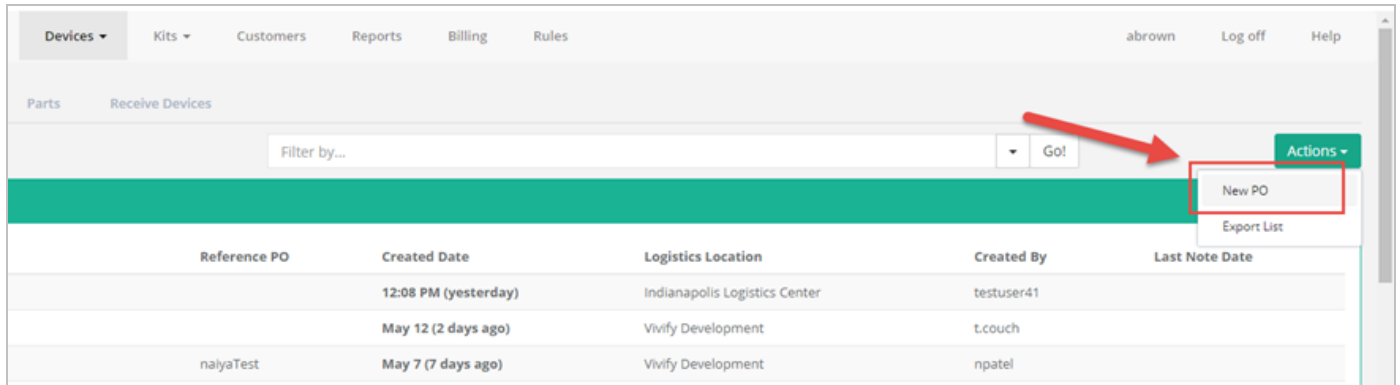 Devices Kits Customers Reports Billing Rules abrown Log off Help
Parts Receive Devices
Filter by... Go! Actions
New PO
Export List
Reference PO Created Date Logistics Location Created By Last Note Date
12:08 PM (yesterday) Indianapolis Logistics Center testuser41
May 12 (2 days ago) Vivify Development t.couch
naiyaTest May 7 (7 days ago) Vivify Development npatel